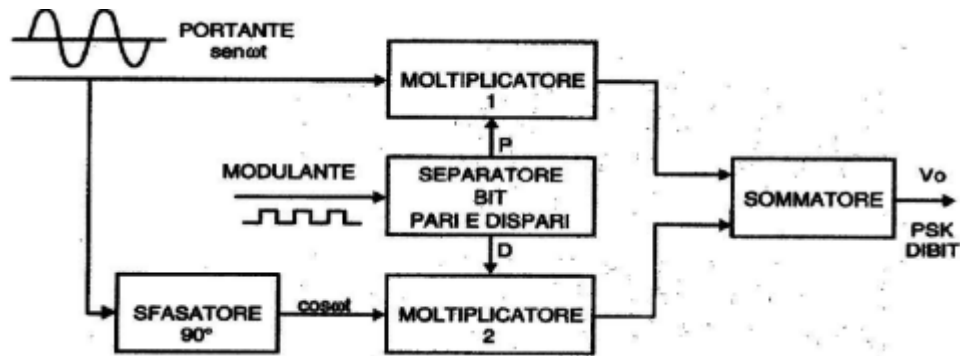 PORTANTE
senωt
MOLTIPLICATORE
1
P
MODULANTE
SEPARATORE
BIT
PARI E DISPARI
D
SOMMATORE
Vo
PSK
DIBIT
SFASATORE
90°
cosωt
MOLTIPLICATORE
2